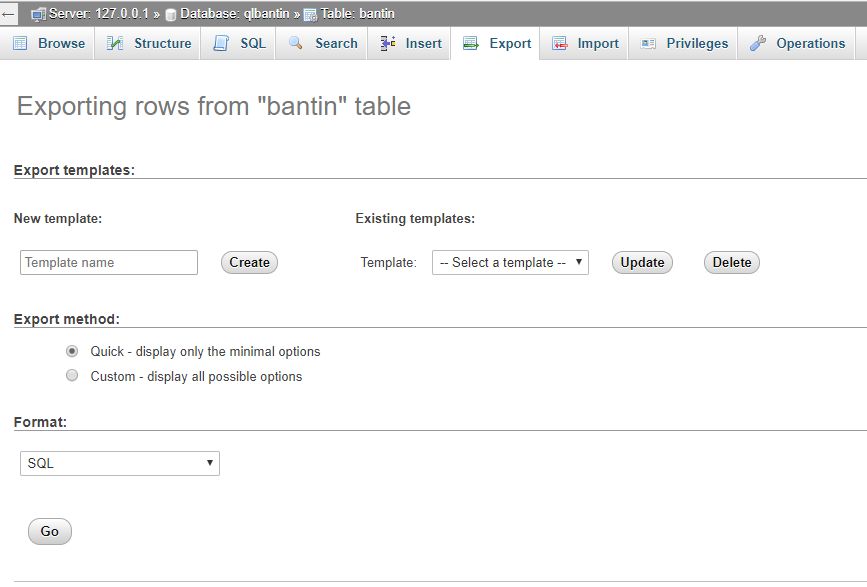 ← Server: 127.0.0.1 » Database: qlbantin » Table: bantin
Browse Structure SQL Search Insert Export Import Privileges Operations
Exporting rows from "bantin" table
Export templates:
New template: Existing templates:
Template name Create Template: -- Select a template -- Update Delete
Export method:
Quick - display only the minimal options
Custom - display all possible options
Format:
SQL
Go